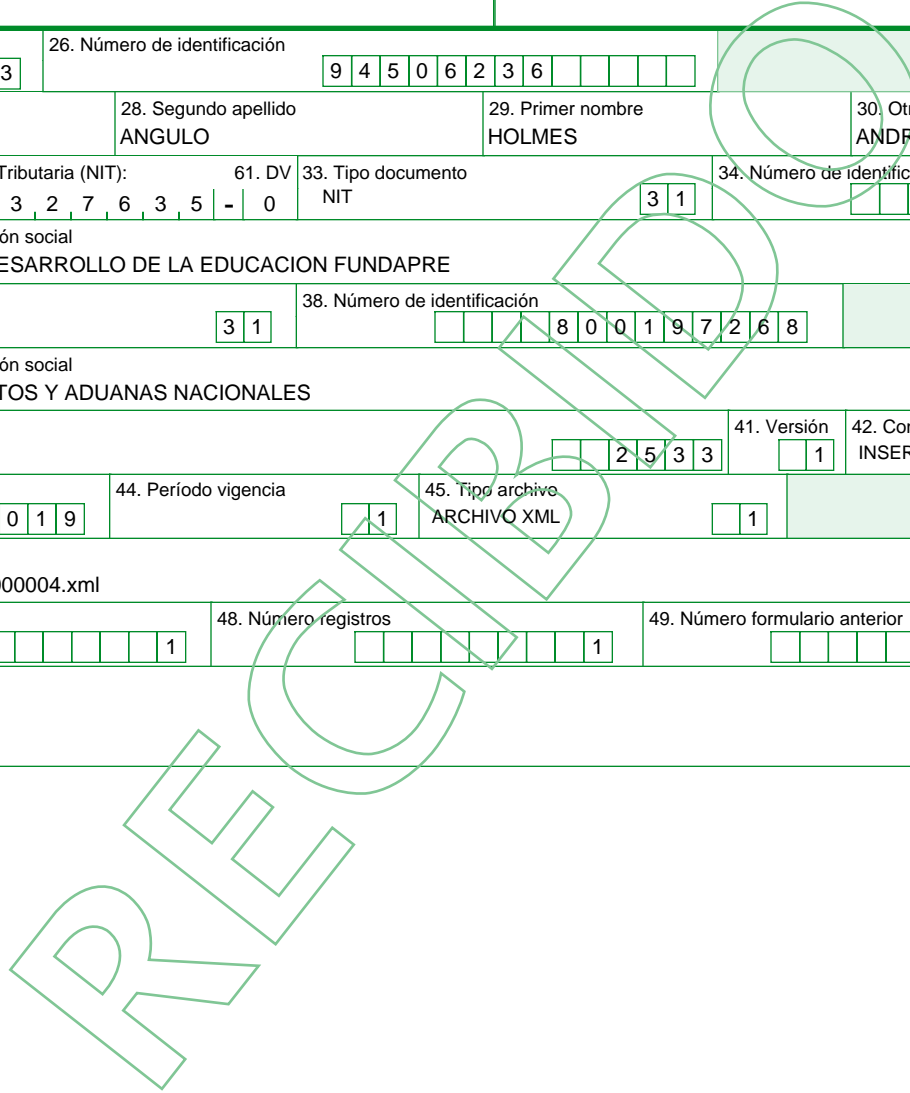 26. Número de identificación
3 9 4 5 0 6 2 3 6
28. Segundo apellido 29. Primer nombre 30. Otr
ANGULO HOLMES ANDR
Tributaria (NIT): 61. DV 33. Tipo documento 34. Número de identific
3 2 7 6 3 5 - 0 NIT 3 1
ón social
ESARROLLO DE LA EDUCACION FUNDAPRE
38. Número de identificación
3 1 8 0 0 1 9 7 2 6 8
ón social
TOS Y ADUANAS NACIONALES
41. Versión 42. Con
2 5 3 3 1 INSER
44. Período vigencia 45. Tipo archivo
0 1 9 1 ARCHIVO XML 1
000004.xml
48. Número registros 49. Número formulario anterior
1 1
RECIBIDO